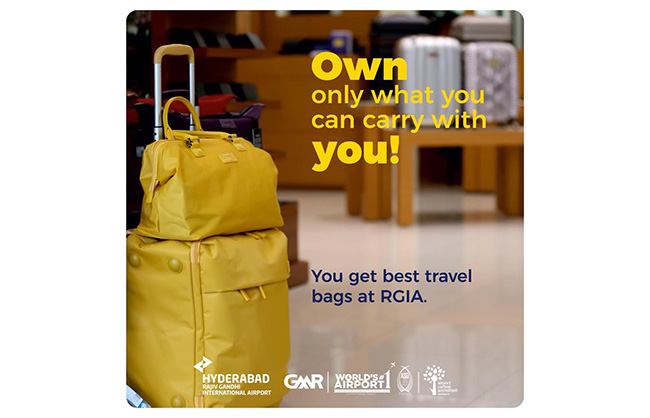 Own
only what you
can carry with
you!
You get best travel
bags at RGIA.
HYDERABAD
RAJIV GANDHI
INTERNATIONAL AIRPORT
GMR
WORLD'S
AIRPORT 1